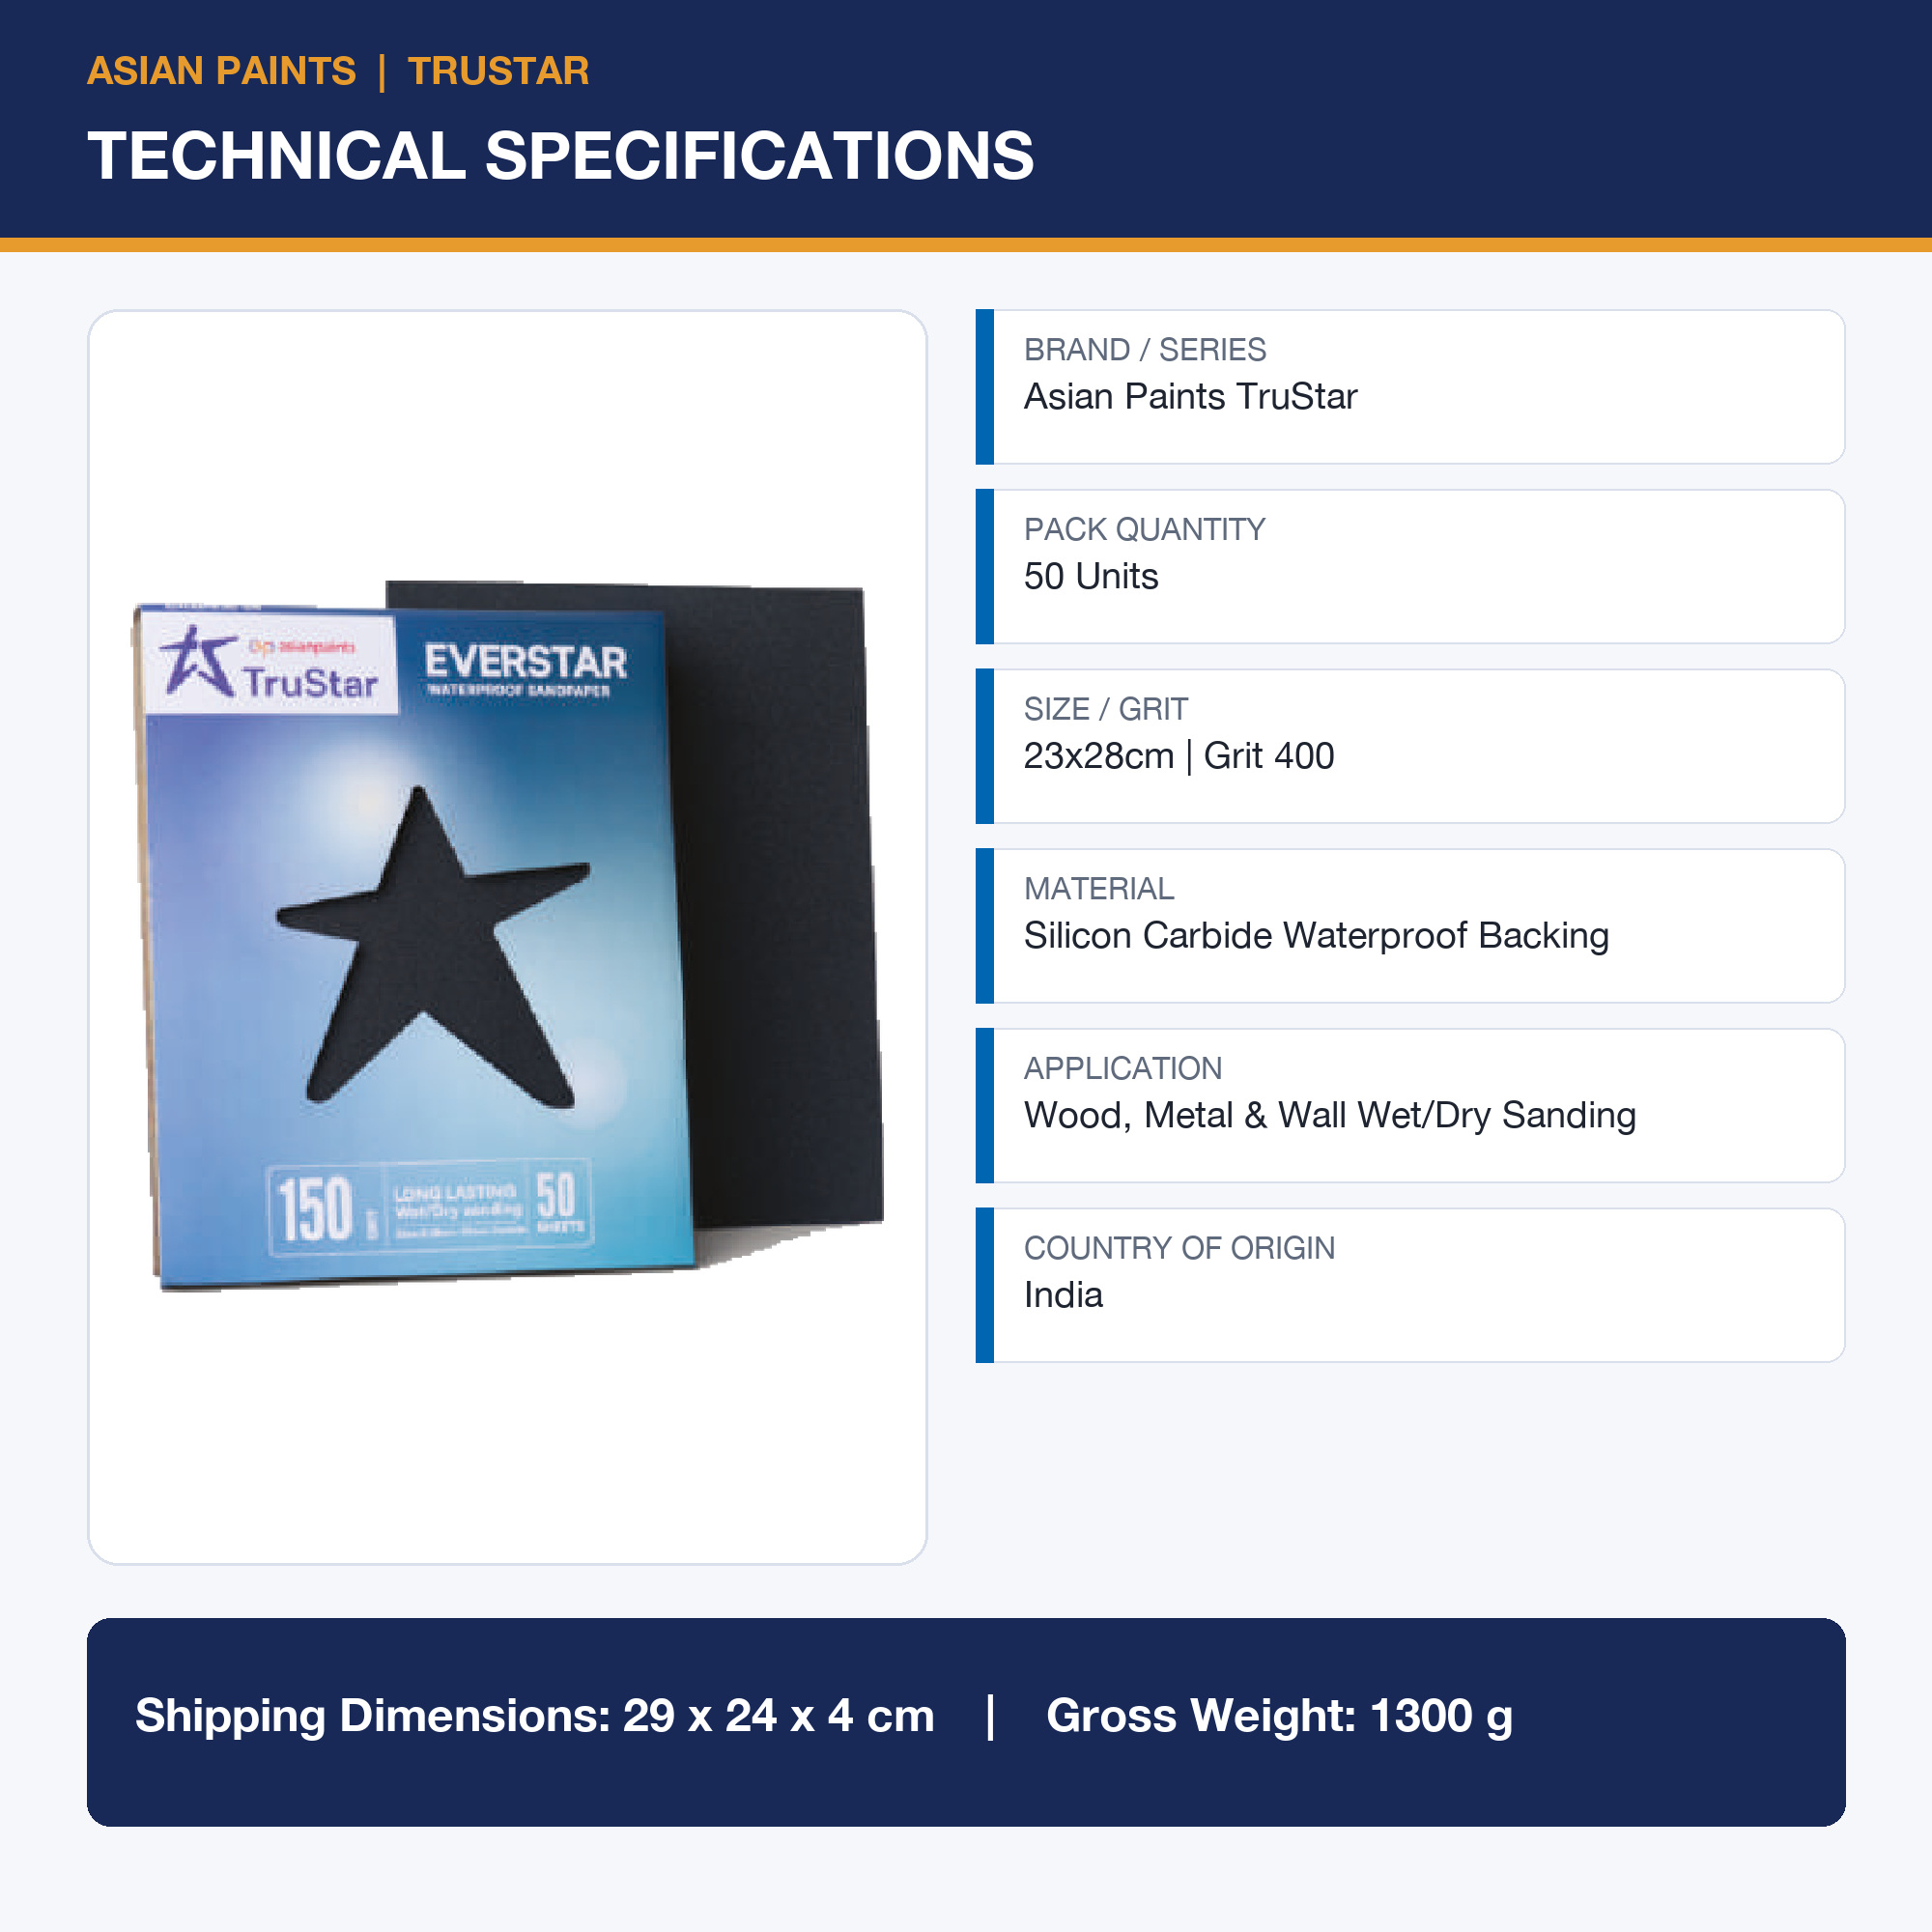 ASIAN PAINTS | TRUSTAR
TECHNICAL SPECIFICATIONS
asianpaints
TruStar
EVERSTAR
WATERPROOF SANDPAPER
150
LONG LASTING
Wet/Dry sanding
50
SHEETS
BRAND / SERIES
Asian Paints TruStar
PACK QUANTITY
50 Units
SIZE / GRIT
23x28cm | Grit 400
MATERIAL
Silicon Carbide Waterproof Backing
APPLICATION
Wood, Metal & Wall Wet/Dry Sanding
COUNTRY OF ORIGIN
India
Shipping Dimensions: 29 x 24 x 4 cm | Gross Weight: 1300 g